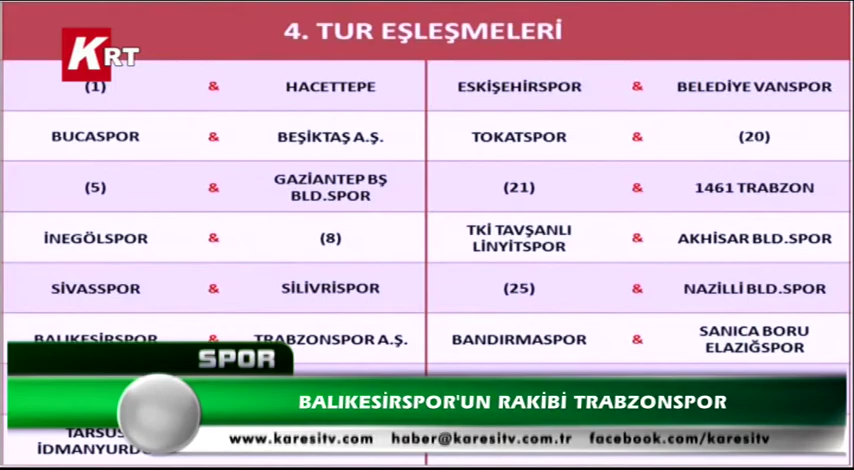 4. TUR EŞLEŞMELERİ
KRT
(1) & HACETTEPE ESKİŞEHİRSPOR & BELEDİYE VANSPOR
BUCASPOR & BEŞİKTAŞ A.Ş. TOKATSPOR & (20)
(5) & GAZİANTEP BŞ
BLD.SPOR (21) & 1461 TRABZON
İNEGÖLSPOR & (8) TKİ TAVŞANLI
LİNYİTSPOR & AKHİSAR BLD.SPOR
SİVASSPOR & SİLİVRİSPOR (25) & NAZİLLİ BLD.SPOR
BALIKESİRSPOR & TRABZONSPOR A.Ş. BANDIRMASPOR & SANICA BORU
ELAZIĞSPOR
SPOR
BALIKESİRSPOR'UN RAKİBİ TRABZONSPOR
TARSUS
www.karesitv.com haber@karesitv.com.tr facebook.com/karesitv